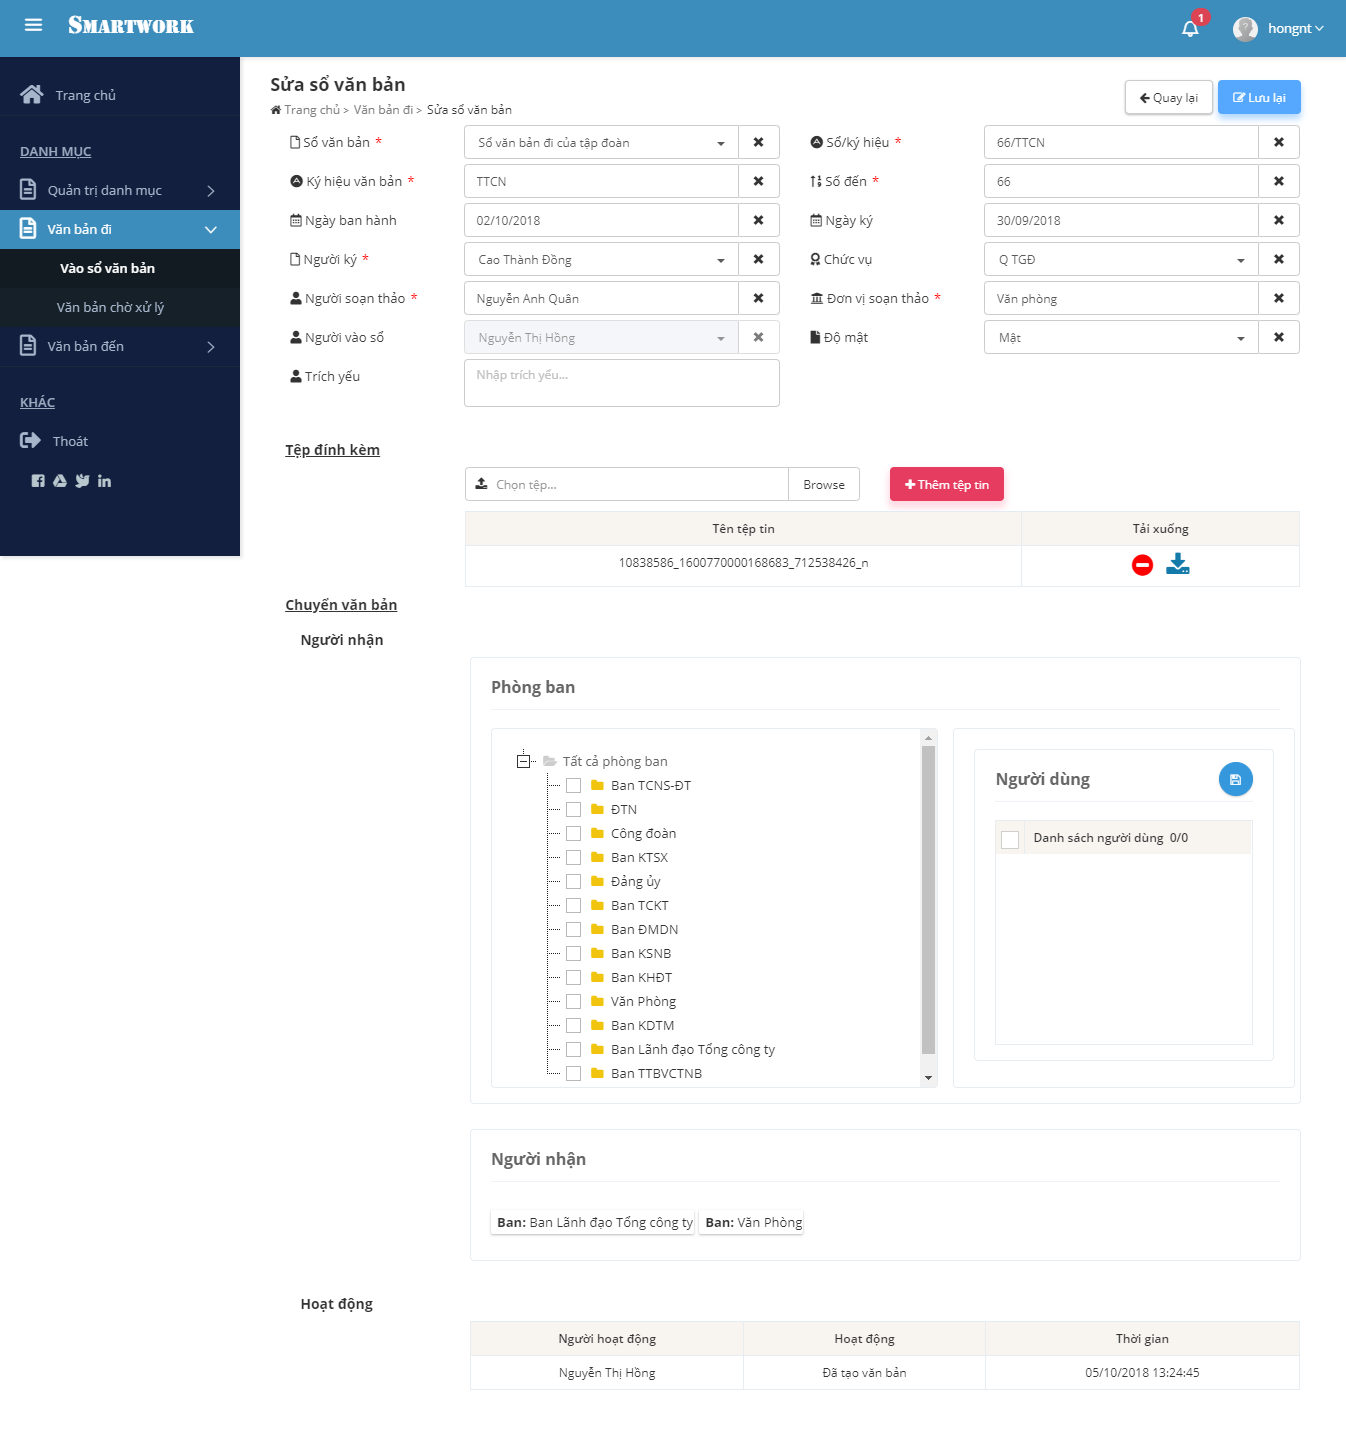 SMARTWORK
1
hongnt
Trang chủ
DANH MỤC
Quản trị danh mục
Văn bản đi
Vào sổ văn bản
Văn bản chờ xử lý
Văn bản đến
KHÁC
Thoát
Sửa sổ văn bản
Trang chủ > Văn bản đi > Sửa sổ văn bản
Quay lại
Lưu lại
Sổ văn bản * Sổ văn bản đi của tập đoàn
Số/ký hiệu * 66/TTCN
Ký hiệu văn bản * TTCN
Số đến * 66
Ngày ban hành 02/10/2018
Ngày ký 30/09/2018
Người ký * Cao Thành Đồng
Chức vụ Q TGĐ
Người soạn thảo * Nguyễn Anh Quân
Đơn vị soạn thảo * Văn phòng
Người vào sổ Nguyễn Thị Hồng
Độ mật Mật
Trích yếu Nhập trích yếu...
Tệp đính kèm
Chọn tệp... Browse Thêm tệp tin
Tên tệp tin Tải xuống
10838586_1600770000168683_712538426_n
Chuyển văn bản
Người nhận
Phòng ban
Tất cả phòng ban
Ban TCNS-ĐT
ĐTN
Công đoàn
Ban KTSX
Đảng ủy
Ban TCKT
Ban ĐMDN
Ban KSNB
Ban KHĐT
Văn Phòng
Ban KDTM
Ban Lãnh đạo Tổng công ty
Ban TTBVCTNB
Người dùng
Danh sách người dùng 0/0
Người nhận
Ban: Ban Lãnh đạo Tổng công ty Ban: Văn Phòng
Hoạt động
Người hoạt động Hoạt động Thời gian
Nguyễn Thị Hồng Đã tạo văn bản 05/10/2018 13:24:45